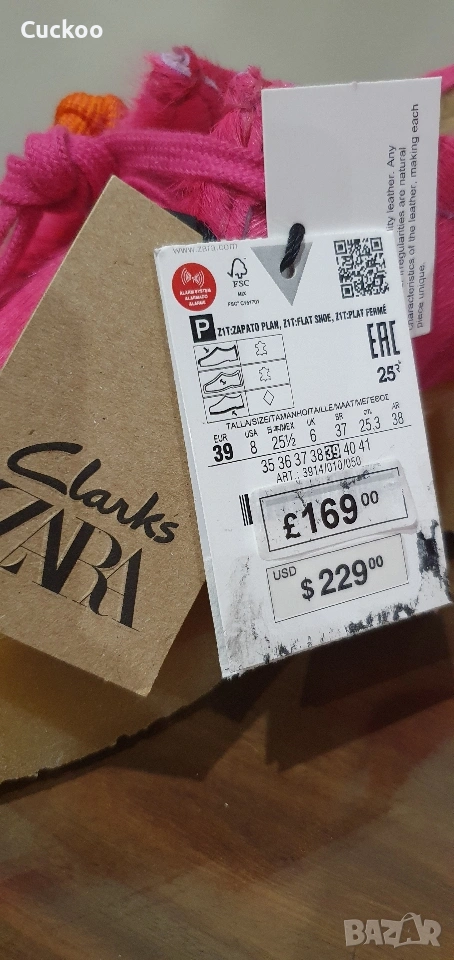 Cuckoo
ity leather. Any
irregularities are natural
characteristics of the leather, making each
piece unique.
www.zara.com
ALARM SYSTEM
ALARMADO
ALARME
FSC
MIX
P Z1T:ZAPATO PLAN, Z1T:FLAT SHOE, Z1T:PLAT FERMÉ
EAC
25
TALLA/SIZE/TAMANHO/TAILLE/MAAT/ΜΕΓΕΘΟΣ
EUR USA UK BR AR
39 8 25½ 6 37 25.3 38
35 36 37 38 39 40 41
ART.: 3914/010/050
£169 00
USD
$229 00
Clarks
ZARA
BAZAR